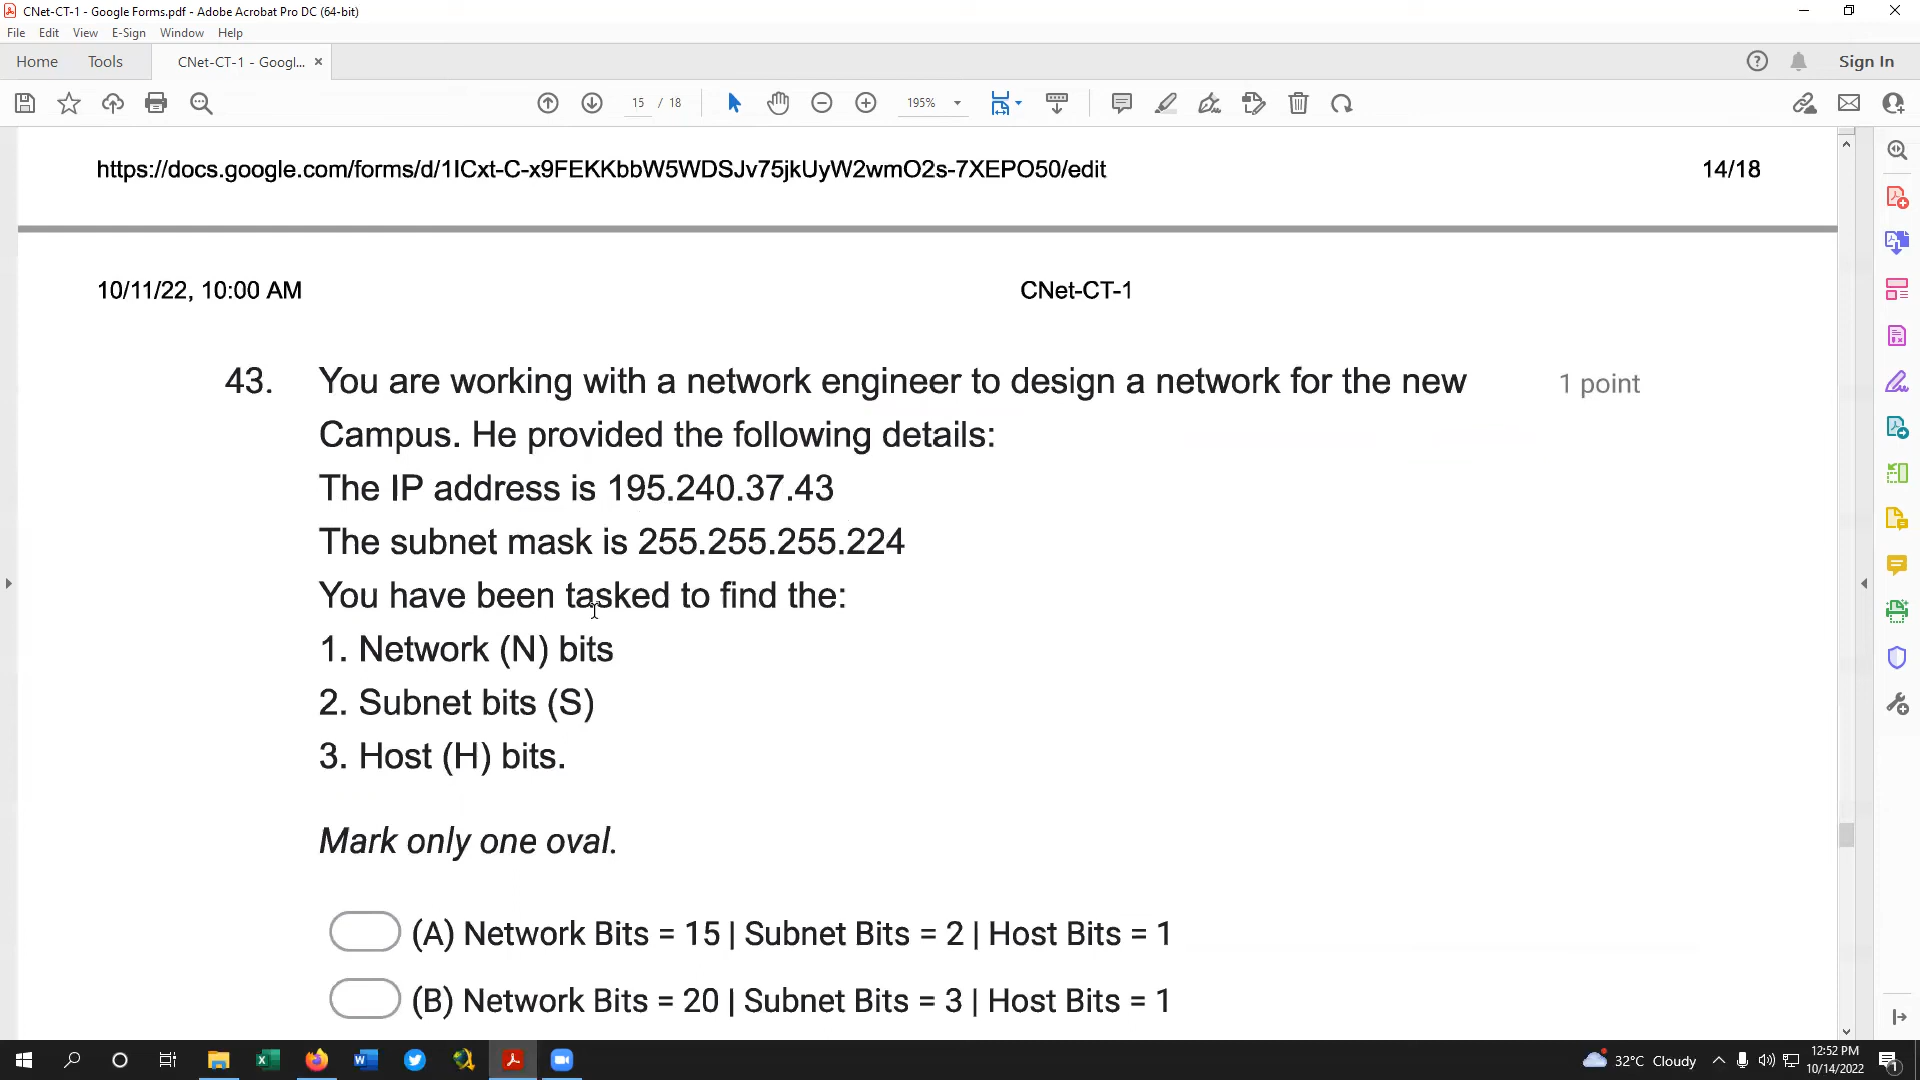 CNet-CT-1 - Google Forms.pdf - Adobe Acrobat Pro DC (64-bit)
File Edit View E-Sign Window Help
Home Tools CNet-CT-1 - Googl... Sign In
15 / 18 195%
https://docs.google.com/forms/d/1ICxt-C-x9FEKKbbW5WDSJv75jkUyW2wmO2s-7XEPO50/edit 14/18
10/11/22, 10:00 AM CNet-CT-1
43. You are working with a network engineer to design a network for the new 1 point
Campus. He provided the following details:
The IP address is 195.240.37.43
The subnet mask is 255.255.255.224
You have been tasked to find the:
1. Network (N) bits
2. Subnet bits (S)
3. Host (H) bits.
Mark only one oval.
(A) Network Bits = 15 | Subnet Bits = 2 | Host Bits = 1
(B) Network Bits = 20 | Subnet Bits = 3 | Host Bits = 1
32°C Cloudy 12:52 PM
10/14/2022 1